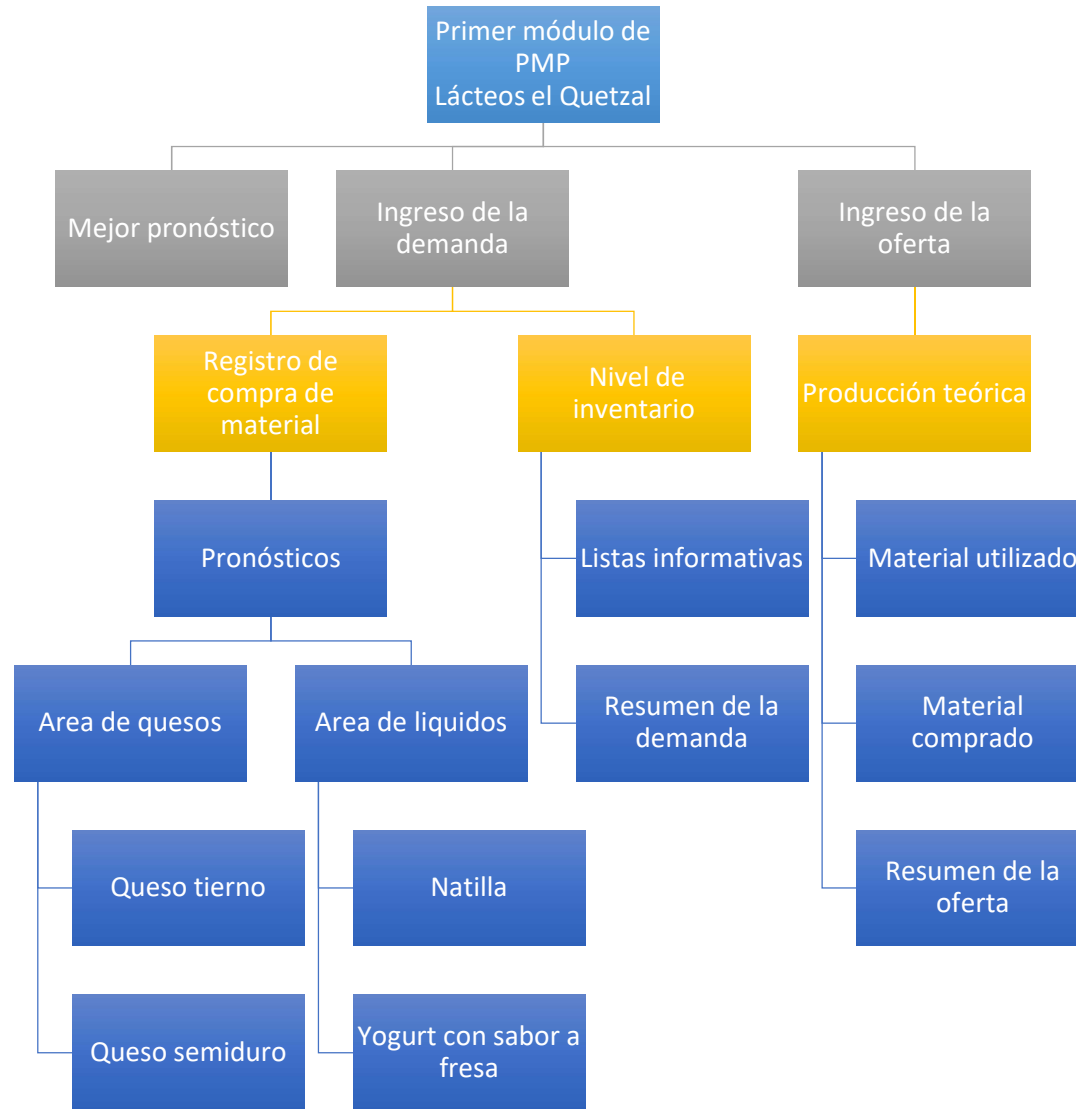 Primer módulo de
PMP
Lácteos el Quetzal
Mejor pronóstico
Ingreso de la
demanda
Ingreso de la
oferta
Registro de
compra de
material
Nivel de
inventario
Producción teórica
Pronósticos
Listas informativas
Material utilizado
Area de quesos
Area de liquidos
Resumen de la
demanda
Material
comprado
Queso tierno
Natilla
Resumen de la
oferta
Queso semiduro
Yogurt con sabor a
fresa